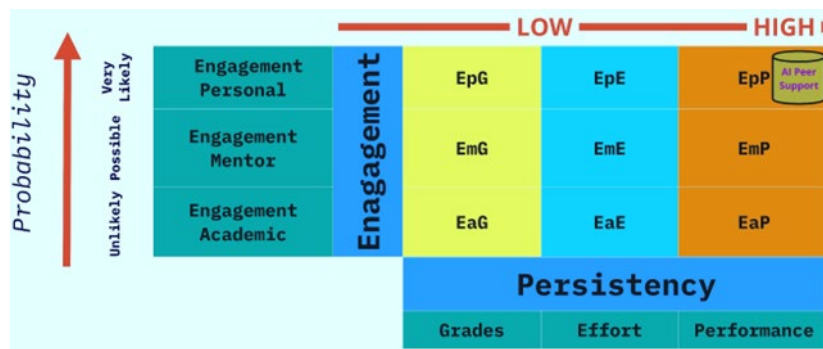 LOW
HIGH
Probability
Very
Likely
Possible
Unlikely
Engagement
Personal
Engagement
Mentor
Engagement
Academic
Enagagement
EpG
EpE
EpP
AI Peer
Support
EmG
EmE
EmP
EaG
EaE
EaP
Persistency
Grades
Effort
Performance